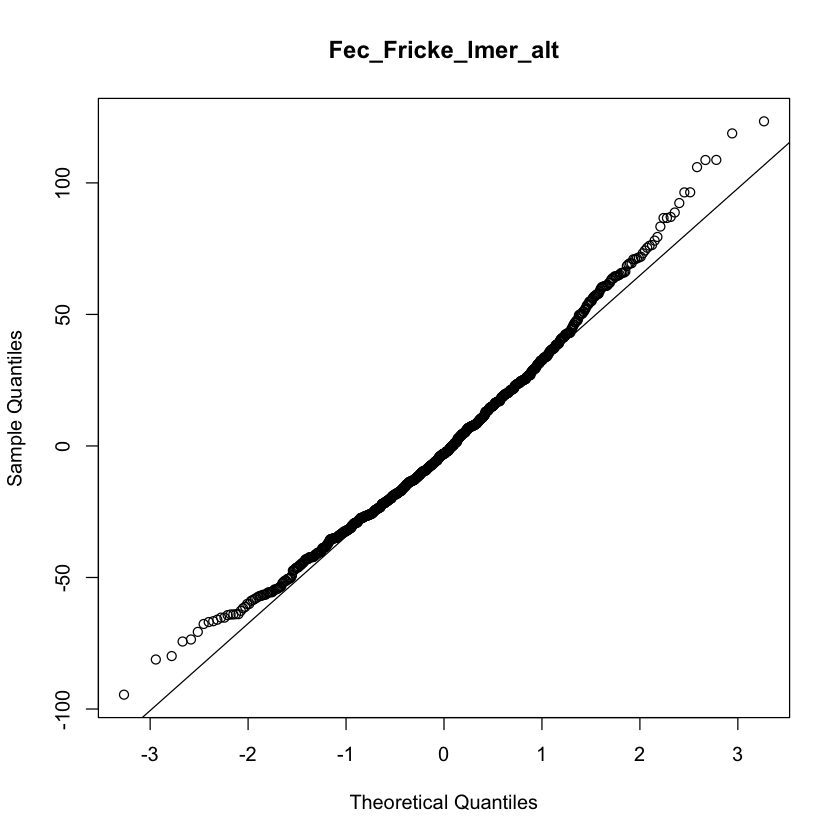 Fec_Fricke_lmer_alt
Sample Quantiles
100
50
0
-50
-100
-3 -2 -1 0 1 2 3
Theoretical Quantiles